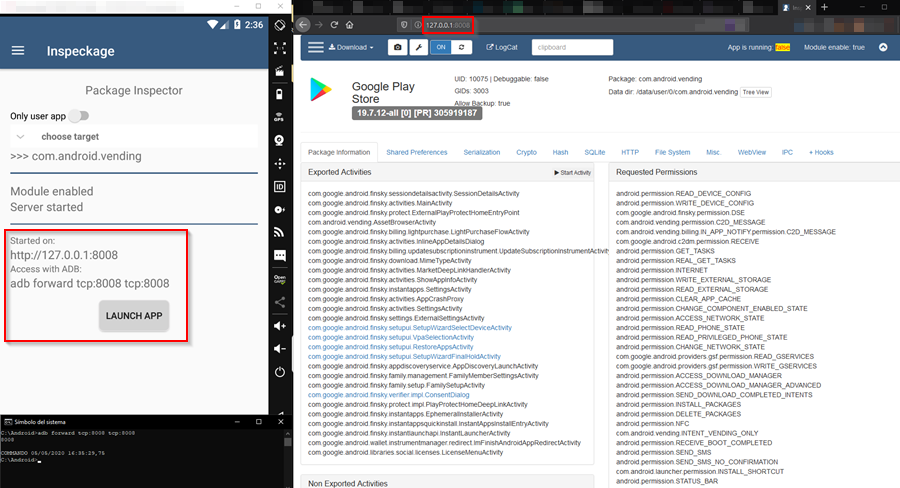 2:36
Inspeckage
Package Inspector
Only user app
choose target
>>> com.android.vending
Module enabled
Server started
Started on:
http://127.0.0.1:8008
Access with ADB:
adb forward tcp:8008 tcp:8008
LAUNCH APP
GPS
ID
Open
Símbolo del sistema
C:\Android>adb forward tcp:8008 tcp:8008
8008
COMMANDO 05/05/2020 16:35:29,76
C:\Android>
127.0.0.1:8008
Download
ON
LogCat
clipboard
App is running: false
Module enable: true
Google Play
Store
19.7.12-all [0] [PR] 305919187
UID: 10075 | Debuggable: false
GIDs: 3003
Allow Backup: true
Package: com.android.vending
Data dir: /data/user/0/com.android.vending
Tree View
Package Information
Shared Preferences
Serialization
Crypto
Hash
SQLite
HTTP
File System
Misc.
WebView
IPC
+ Hooks
Exported Activities
Start Activity
com.google.android.finsky.sessiondetailsactivity.SessionDetailsActivity
com.google.android.finsky.activities.MainActivity
com.google.android.finsky.protect.ExternalPlayProtectHomeEntryPoint
com.android.vending.AssetBrowserActivity
com.google.android.finsky.billing.lightpurchase.LightPurchaseFlowActivity
com.google.android.finsky.activities.InlineAppDetailsDialog
com.google.android.finsky.billing.updatesubscriptioninstrument.UpdateSubscriptionInstrumentActivity
com.google.android.finsky.download.MimeTypeActivity
com.google.android.finsky.activities.MarketDeepLinkHandlerActivity
com.google.android.finsky.activities.ShowAppInfoActivity
com.google.android.finsky.instantapps.SettingsActivity
com.google.android.finsky.instantapps.AppCrashProxy
com.google.android.finsky.activities.SettingsActivity
com.google.android.finsky.settings.ExternalSettingsActivity
com.google.android.finsky.setupui.SetupWizardSelectDeviceActivity
com.google.android.finsky.setupui.VpaSelectionActivity
com.google.android.finsky.setupui.RestoreAppsActivity
com.google.android.finsky.setupui.SetupWizardFinalHoldActivity
com.google.android.finsky.appdiscoveryservice.AppDiscoveryLaunchActivity
com.google.android.finsky.family.management.FamilyMemberSettingsActivity
com.google.android.finsky.family.setup.FamilySetupActivity
com.google.android.finsky.verifier.impl.ConsentDialog
com.google.android.finsky.protect.impl.PlayProtectHomeDeepLinkActivity
com.google.android.finsky.instantapps.EphemeralInstallerActivity
com.google.android.finsky.instantappsquickinstall.InstantAppsInstallEntryActivity
com.google.android.finsky.instantlaunchapi.InstantLauncherActivity
com.google.android.wallet.instrumentmanager.redirect.ImFinishAndroidAppRedirectActivity
com.google.android.libraries.social.licenses.LicenseMenuActivity
Non Exported Activities
Requested Permissions
android.permission.READ_DEVICE_CONFIG
android.permission.WRITE_DEVICE_CONFIG
com.google.android.finsky.permission.DSE
com.android.vending.permission.C2D_MESSAGE
com.android.vending.billing.IN_APP_NOTIFY.permission.C2D_MESSAGE
com.google.android.c2dm.permission.RECEIVE
android.permission.GET_TASKS
android.permission.REAL_GET_TASKS
android.permission.INTERNET
android.permission.WRITE_EXTERNAL_STORAGE
android.permission.READ_EXTERNAL_STORAGE
android.permission.CLEAR_APP_CACHE
android.permission.CHANGE_COMPONENT_ENABLED_STATE
android.permission.ACCESS_NETWORK_STATE
android.permission.READ_PHONE_STATE
android.permission.READ_PRIVILEGED_PHONE_STATE
android.permission.CHANGE_NETWORK_STATE
com.google.android.providers.gsf.permission.READ_GSERVICES
com.google.android.providers.gsf.permission.WRITE_GSERVICES
android.permission.ACCESS_DOWNLOAD_MANAGER
android.permission.ACCESS_DOWNLOAD_MANAGER_ADVANCED
android.permission.SEND_DOWNLOAD_COMPLETED_INTENTS
android.permission.INSTALL_PACKAGES
android.permission.DELETE_PACKAGES
android.permission.NFC
com.android.vending.INTENT_VENDING_ONLY
android.permission.RECEIVE_BOOT_COMPLETED
android.permission.SEND_SMS
android.permission.SEND_SMS_NO_CONFIRMATION
com.android.launcher.permission.INSTALL_SHORTCUT
android.permission.STATUS_BAR